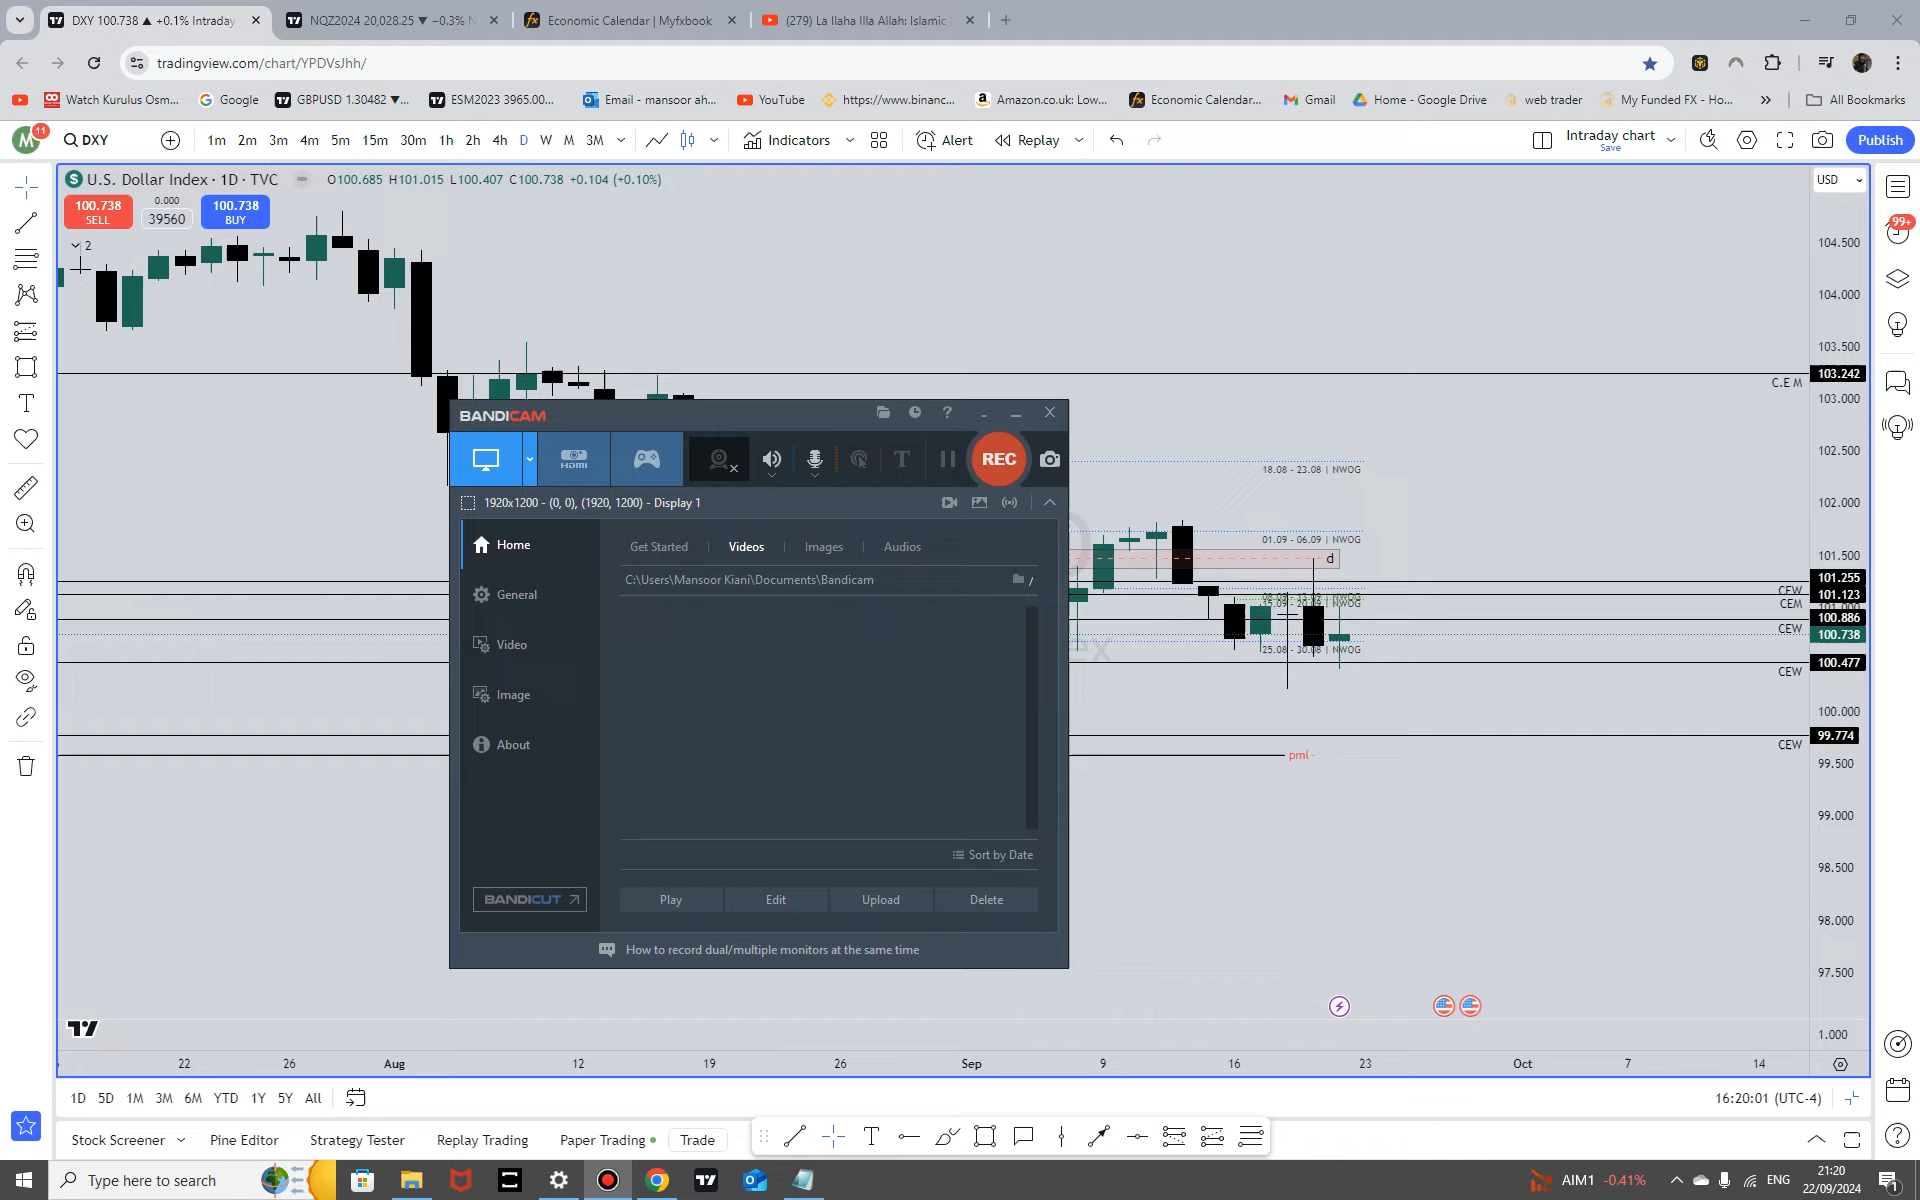 DXY 100.738 ▲ +0.1% Intraday
NQZ2024 20,028.25 ▼ −0.3% N
Economic Calendar | Myfxbook
(279) La Ilaha Illa Allah: Islamic
tradingview.com/chart/YPDVsJhh/
Watch Kurulus Osm...
Google
GBPUSD 1.30482 ▼...
ESM2023 3965.00...
Email - mansoor ah...
YouTube
https://www.binanc...
Amazon.co.uk: Low...
Economic Calendar...
Gmail
Home - Google Drive
web trader
My Funded FX - Ho...
All Bookmarks
M 11
DXY
1m 2m 3m 4m 5m 15m 30m 1h 2h 4h D W M 3M
Indicators
Alert
Replay
Intraday chart
Save
Publish
U.S. Dollar Index · 1D · TVC
O100.685 H101.015 L100.407 C100.738 +0.104 (+0.10%)
USD
100.738
SELL
0.000
39560
100.738
BUY
2
99+
104.500
104.000
103.500
103.242
C.E M
103.000
BANDICAM
HDMI
REC
102.500
18.08 - 23.08 | NWOG
1920x1200 - (0, 0), (1920, 1200) - Display 1
102.000
01.09 - 06.09 | NWOG
Home
General
Video
Image
About
Get Started
Videos
Images
Audios
C:\Users\Mansoor Kiani\Documents\Bandicam
/
101.500
d
101.255
CEW
101.123
CEM
15.09 - 20.09 | NWOG
100.886
CEW
100.738
25.08 - 30.08 | NWOG
100.477
CEW
100.000
99.774
CEW
pml
99.500
99.000
98.500
98.000
97.500
1.000
Sort by Date
BANDICUT
Play
Edit
Upload
Delete
How to record dual/multiple monitors at the same time
22 26 Aug 12 19 26 Sep 9 16 23 Oct 7 14
1D 5D 1M 3M 6M YTD 1Y 5Y All
16:20:01 (UTC-4)
Stock Screener
Pine Editor
Strategy Tester
Replay Trading
Paper Trading
Trade
Type here to search
AIM1 -0.41%
ENG
21:20
22/09/2024
1